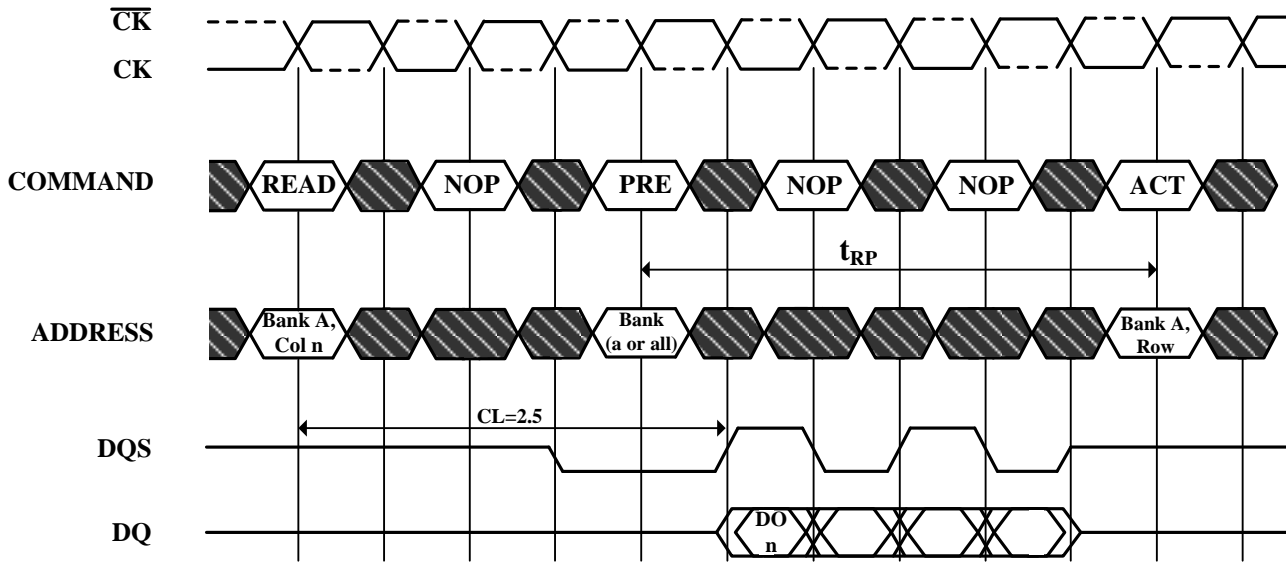 CK
CK
COMMAND
READ
NOP
PRE
NOP
NOP
ACT
tRP
ADDRESS
Bank A,
Col n
Bank
(a or all)
Bank A,
Row
CL=2.5
DQS
DQ
DO
n